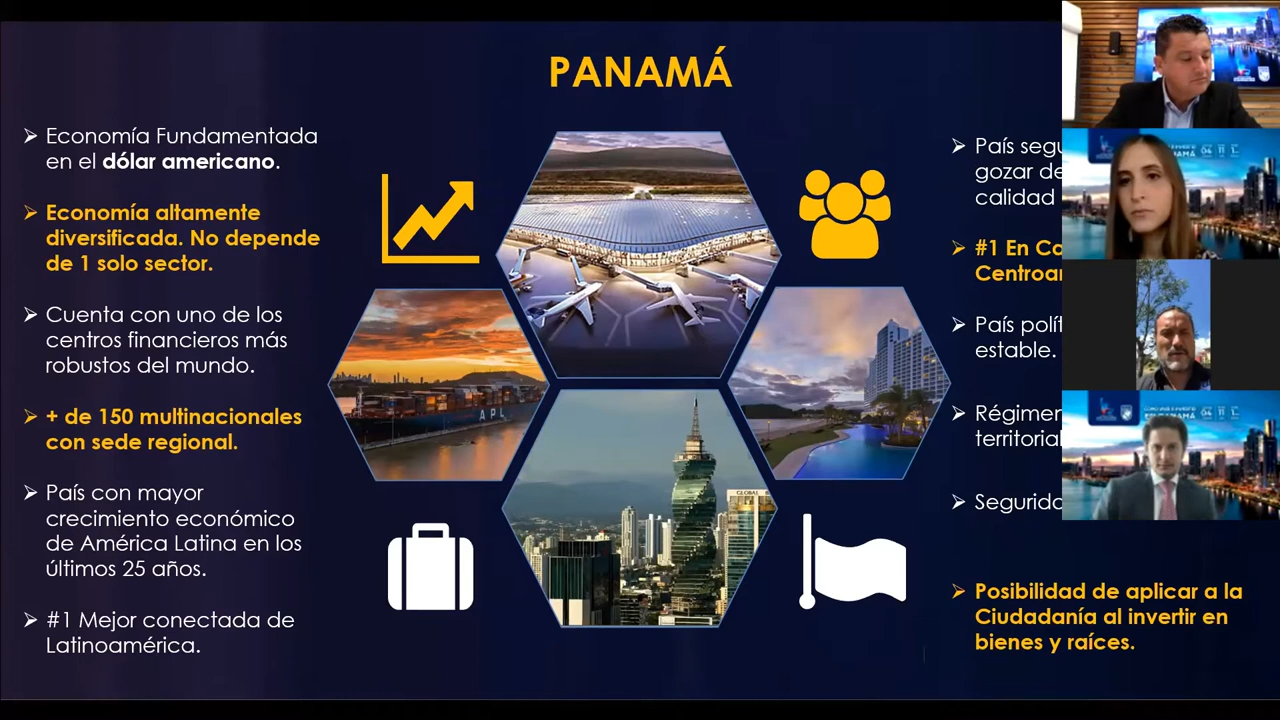 PANAMÁ
Economía Fundamentada
en el dólar americano.
Economía altamente
diversificada. No depende
de 1 solo sector.
Cuenta con uno de los
centros financieros más
robustos del mundo.
+ de 150 multinacionales
con sede regional.
País con mayor
crecimiento económico
de América Latina en los
últimos 25 años.
#1 Mejor conectada de
Latinoamérica.
APL
GLOBAL
País
gozar de
calidad
#1 En
País
estable.
Posibilidad de aplicar a la
Ciudadanía al invertir en
bienes y raíces.